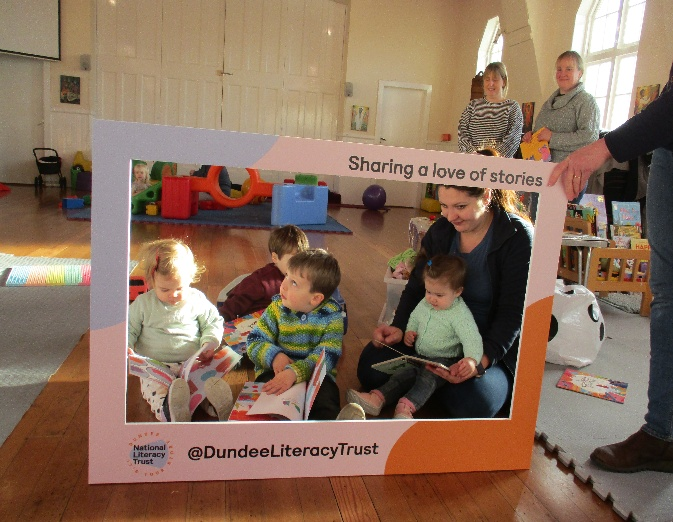 Sharing a love of stories
National
Literacy
Trust
@DundeeLiteracyTrust